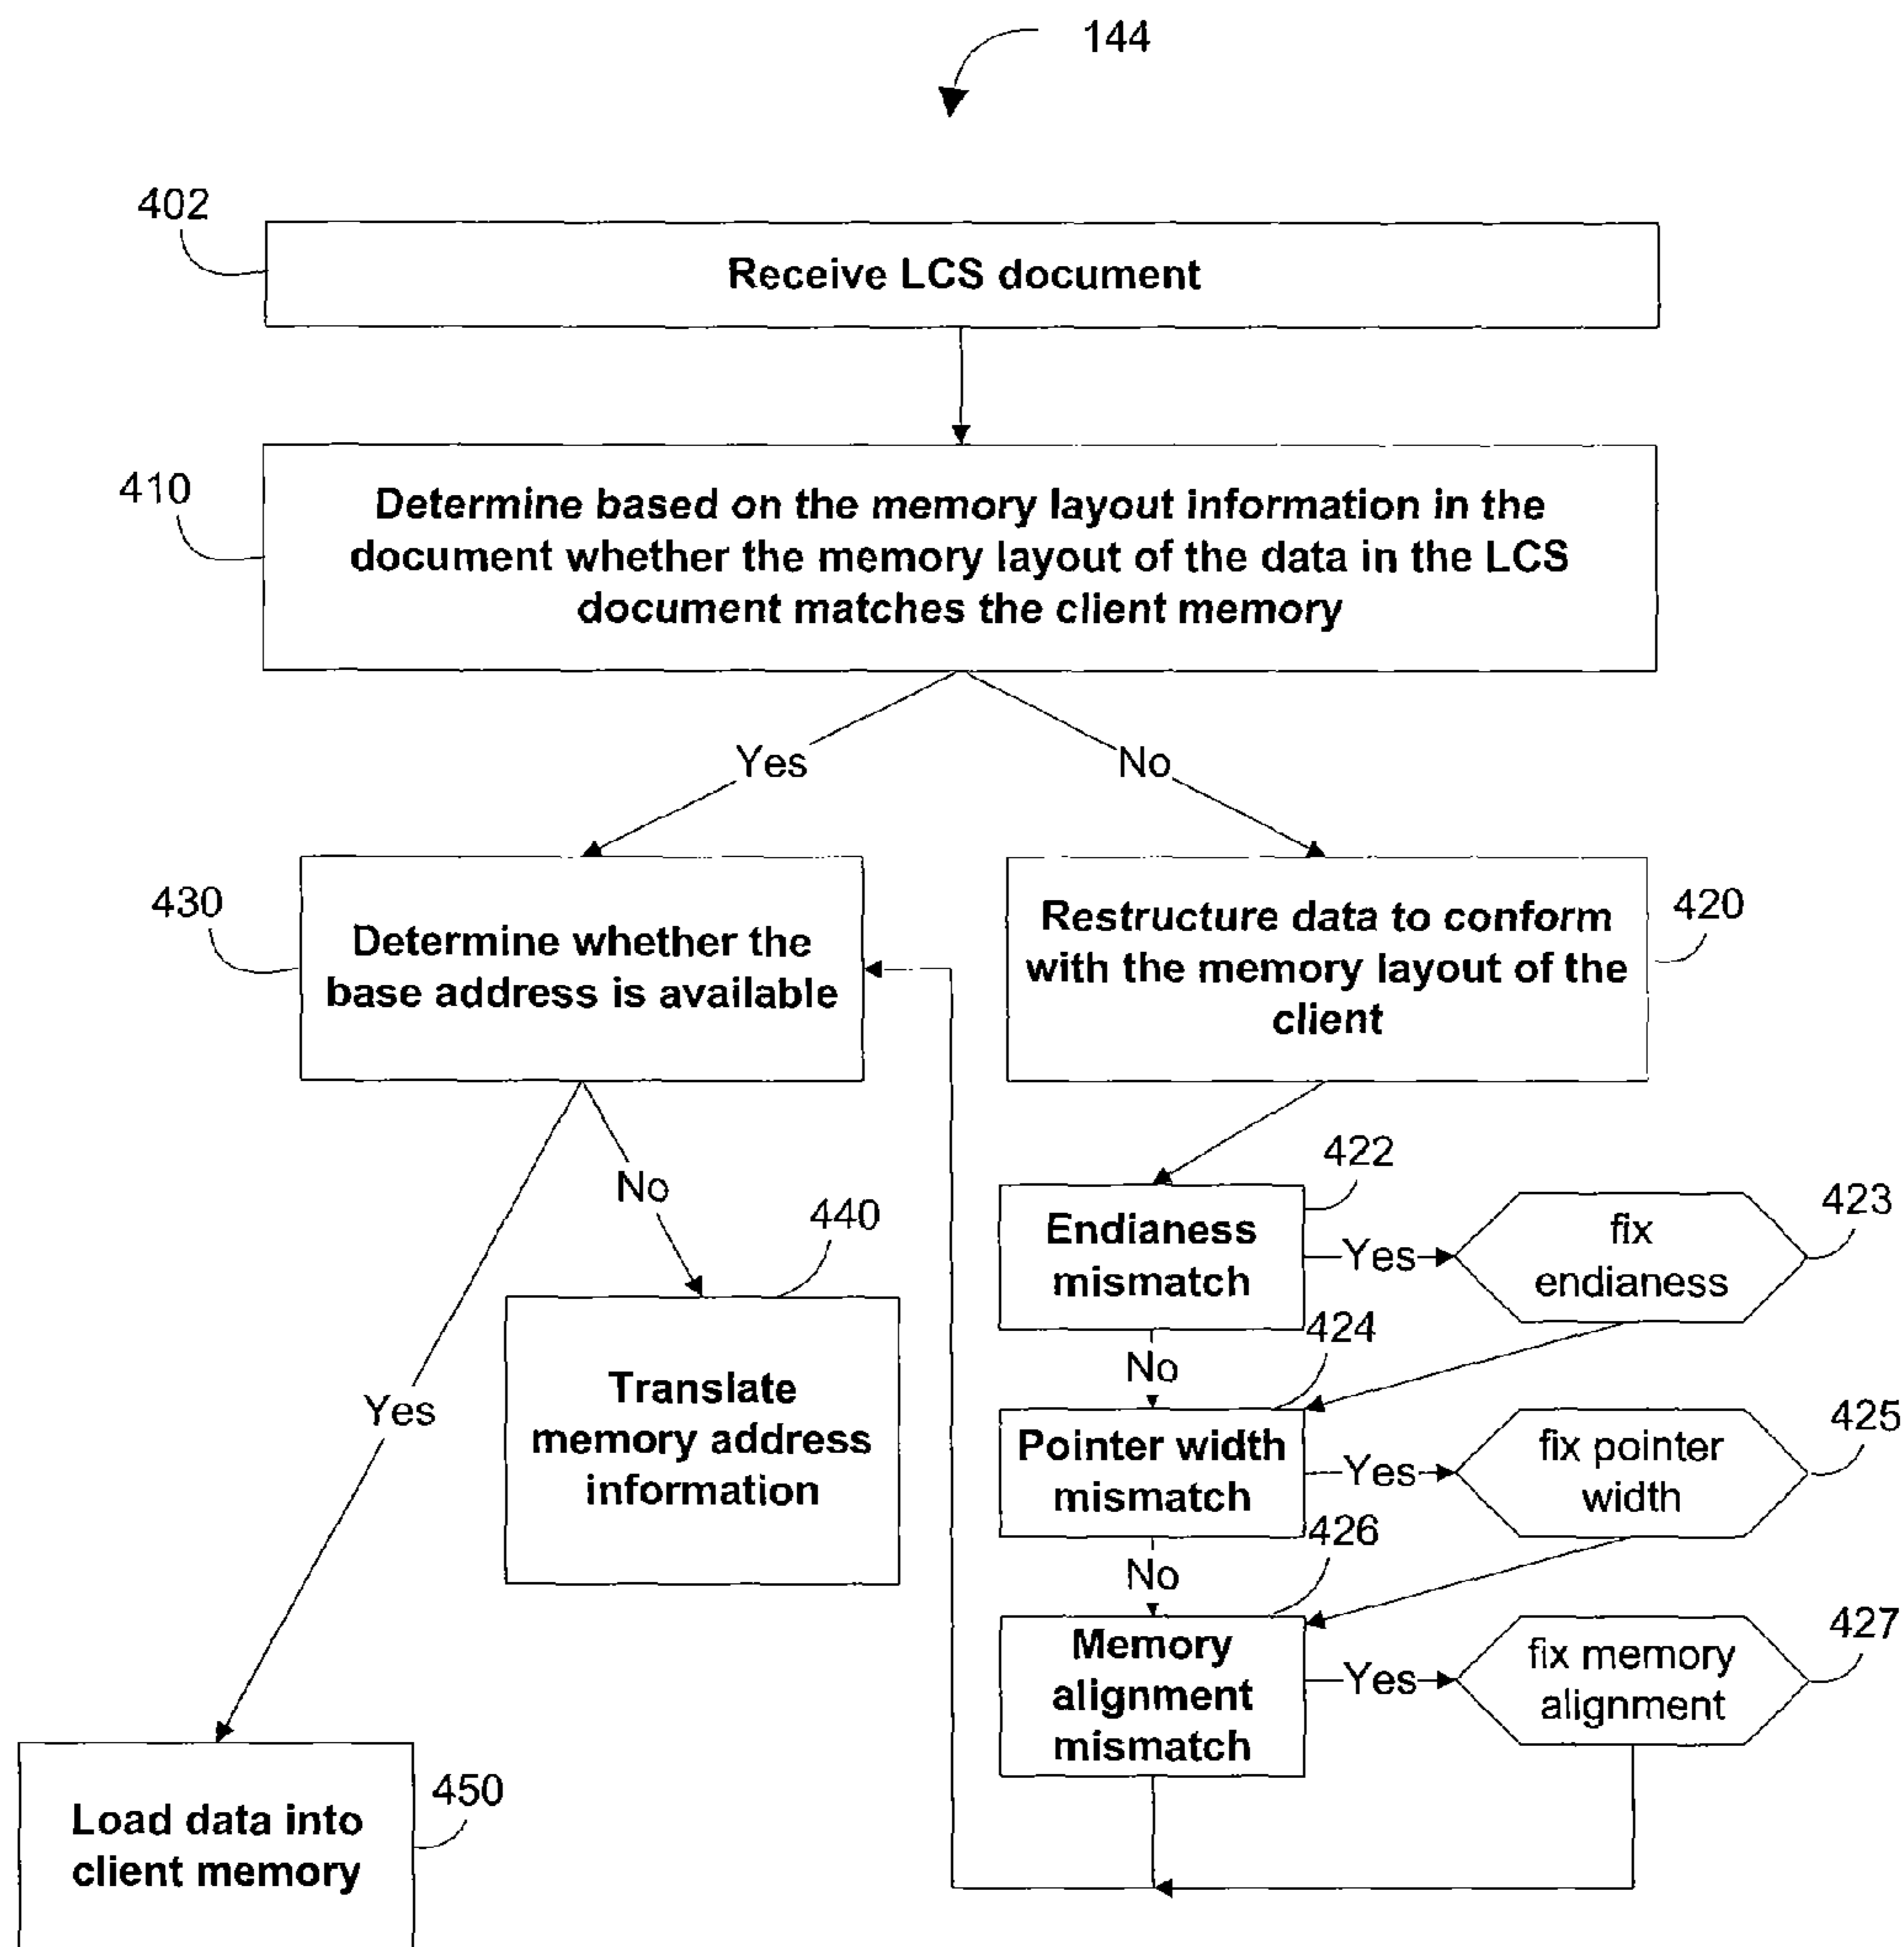 144
402
Receive LCS document
410
Determine based on the memory layout information in the
document whether the memory layout of the data in the LCS
document matches the client memory
Yes
No
430
Determine whether the
base address is available
Restructure data to conform
with the memory layout of the
client
420
No
440
Translate
memory address
information
Yes
422
Endianess
mismatch
Yes
fix
endianess
423
No
424
Pointer width
mismatch
Yes
fix pointer
width
425
No
426
Memory
alignment
mismatch
Yes
fix memory
alignment
427
Load data into
client memory
450